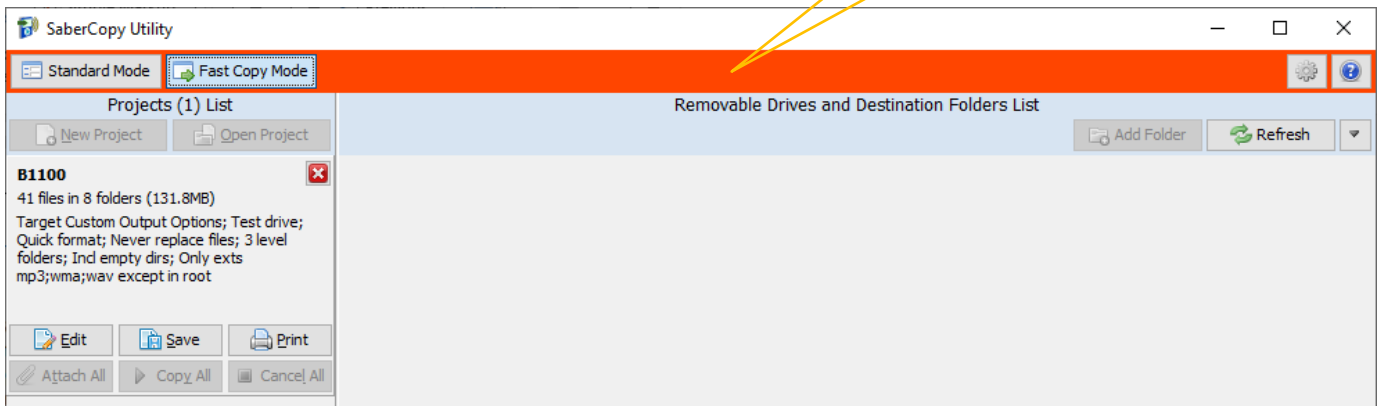 SaberCopy Utility
Standard Mode Fast Copy Mode
Projects (1) List
Removable Drives and Destination Folders List
New Project Open Project
Add Folder Refresh
B1100
41 files in 8 folders (131.8MB)
Target Custom Output Options; Test drive;
Quick format; Never replace files; 3 level
folders; Incl empty dirs; Only exts
mp3;wma;wav except in root
Edit Save Print
Attach All Copy All Cancel All